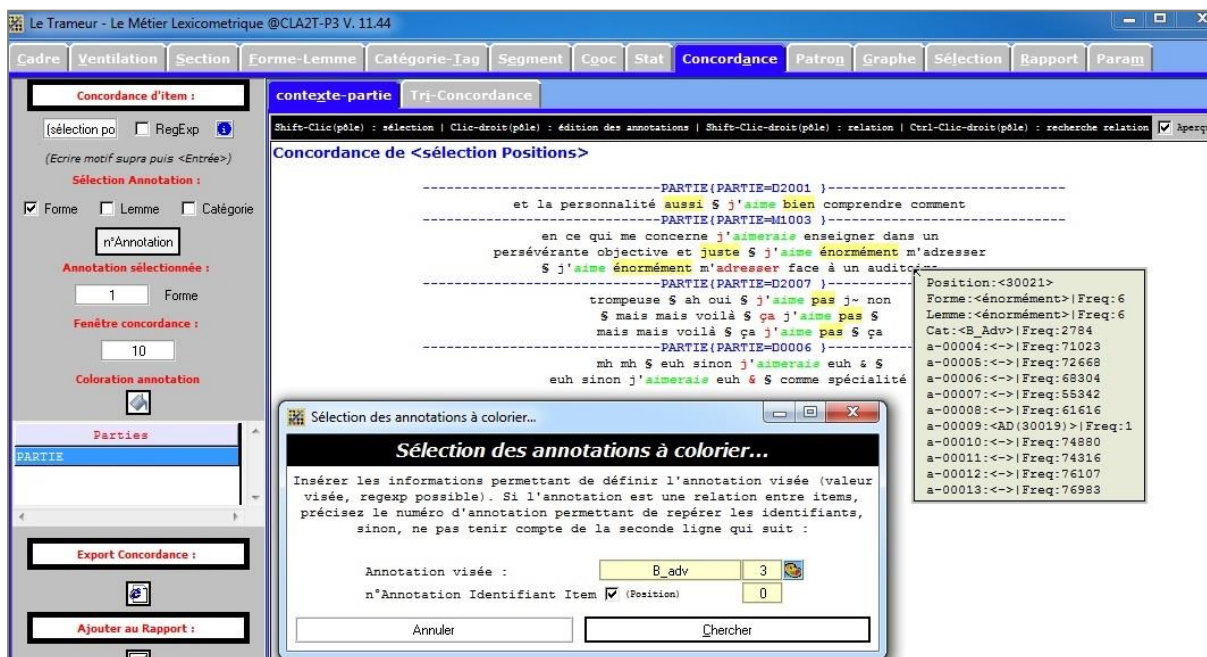 Le Trameur - Le Métier Lexicometrique @CLA2T-P3 V. 11.44
Cadre Ventilation Section Forme-Lemme Catégorie-Tag Segment Cooc Stat Concordance Patron Graphe Sélection Rapport Param
Concordance d'item :
(sélection po RegExp
(Ecrire motif supra puis <Entrée>)
Sélection Annotation :
Forme Lemme Catégorie
n°Annotation
Annotation sélectionnée :
1 Forme
Fenêtre concordance :
10
Coloration annotation
Parties
PARTIE
Export Concordance :
Ajouter au Rapport :
contexte-partie Tri-Concordance
Shift-Clic(pôle) : sélection | Clic-droit(pôle) : édition des annotations | Shift-Clic-droit(pôle) : relation | Ctrl-Clic-droit(pôle) : recherche relation Aperç
Concordance de <sélection Positions>
-------------------------------PARTIE{PARTIE=D2001 }-------------------------------
et la personnalité aussi § j'aime bien comprendre comment
-------------------------------PARTIE{PARTIE=M1003 }-------------------------------
en ce qui me concerne j'aimerais enseigner dans un
persévérante objective et juste § j'aime énormément m'adresser
§ j'aime énormément m'adresser face à un auditoire
-------------------------------PARTIE{PARTIE=D2007 }-------------------------------
trompeuse § ah oui § j'aime pas j~ non
§ mais mais voilà § ça j'aime pas §
mais mais voilà § ça j'aime pas § ça
-------------------------------PARTIE{PARTIE=D0006 }-------------------------------
mh mh § euh sinon j'aimerais euh & §
euh sinon j'aimerais euh & § comme spécialité
Position:<30021>
Forme:<énormément>|Freq:6
Lemme:<énormément>|Freq:6
Cat:<B_Adv>|Freq:2784
a-00004:<->|Freq:71023
a-00005:<->|Freq:72668
a-00006:<->|Freq:68304
a-00007:<->|Freq:55342
a-00008:<->|Freq:61616
a-00009:<AD(30019)>|Freq:1
a-00010:<->|Freq:74880
a-00011:<->|Freq:74316
a-00012:<->|Freq:76107
a-00013:<->|Freq:76983
Sélection des annotations à colorier...
Sélection des annotations à colorier...
Insérer les informations permettant de définir l'annotation visée (valeur
visée, regexp possible). Si l'annotation est une relation entre items,
précisez le numéro d'annotation permettant de repérer les identifiants,
sinon, ne pas tenir compte de la seconde ligne qui suit :
Annotation visée : B_adv 3
n°Annotation Identifiant Item (Position) 0
Annuler Chercher